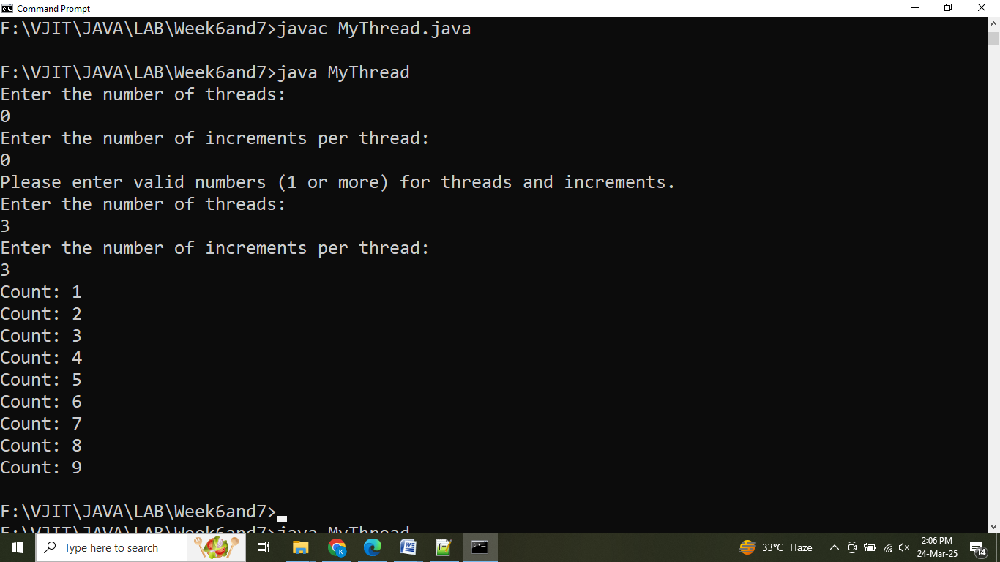 Command Prompt
F:\VJIT\JAVA\LAB\Week6and7>javac MyThread.java
F:\VJIT\JAVA\LAB\Week6and7>java MyThread
Enter the number of threads:
0
Enter the number of increments per thread:
0
Please enter valid numbers (1 or more) for threads and increments.
Enter the number of threads:
3
Enter the number of increments per thread:
3
Count: 1
Count: 2
Count: 3
Count: 4
Count: 5
Count: 6
Count: 7
Count: 8
Count: 9
F:\VJIT\JAVA\LAB\Week6and7>
F:\VJIT\JAVA\LAB\Week6and7>java MyThread
Type here to search
33°C Haze
2:06 PM
24-Mar-25
14